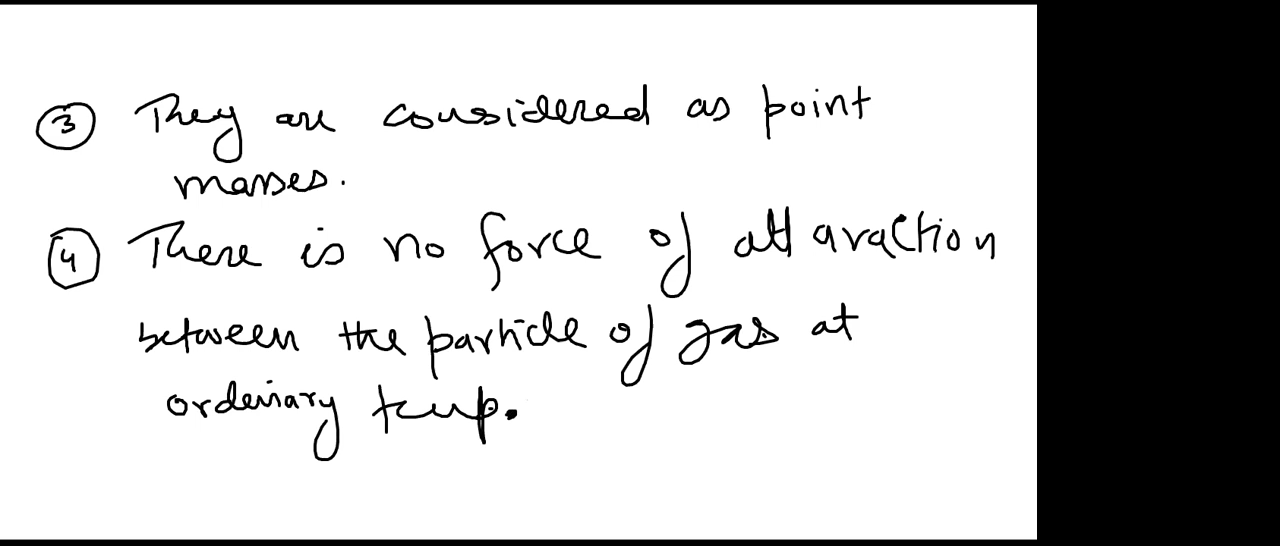 ③ They are considered as point
masses.
④ There is no force of attaraction
between the particle of gas at
ordeinary temp.